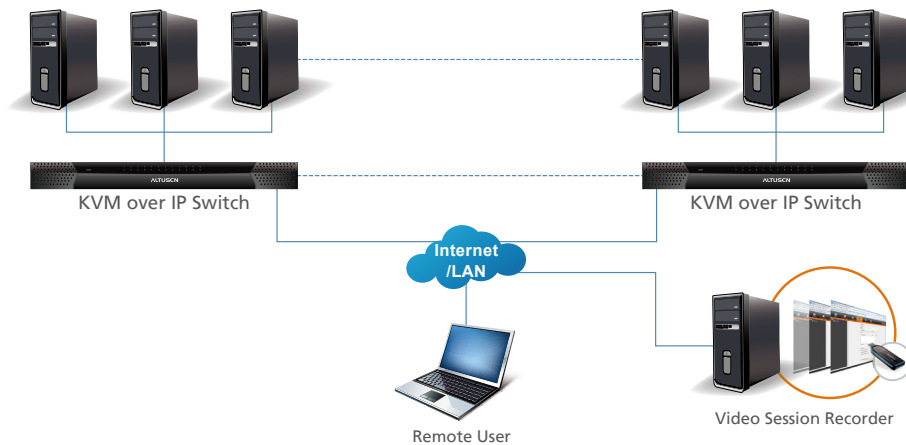 ALTUSEN
ALTUSEN
KVM over IP Switch
KVM over IP Switch
Internet
/LAN
Video Session Recorder
Remote User